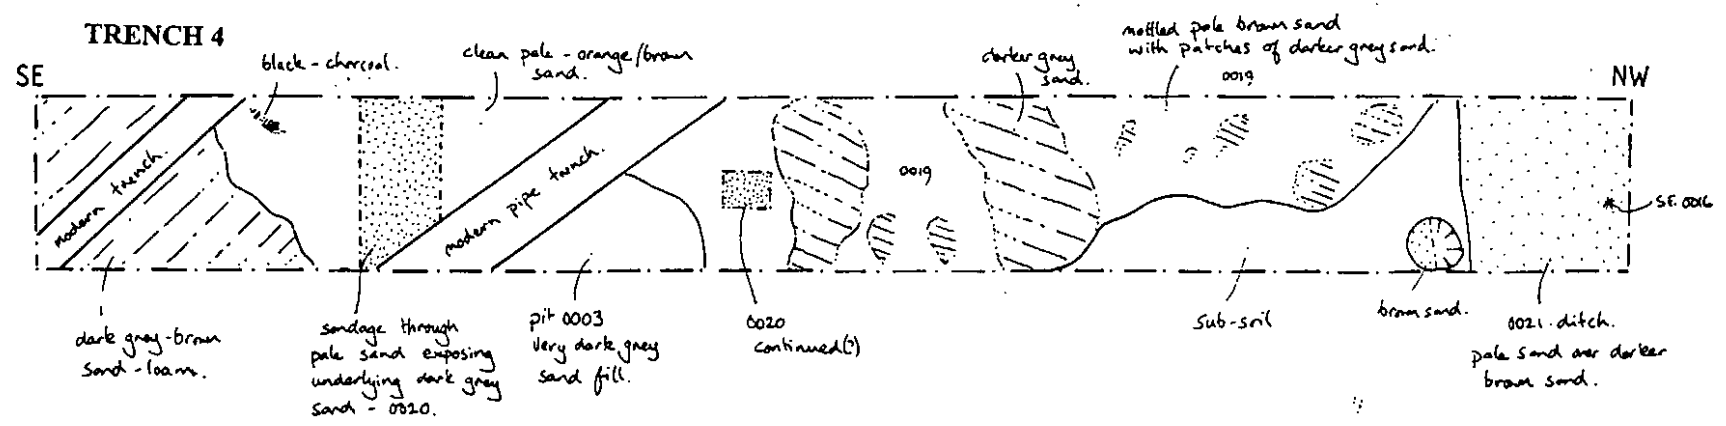 TRENCH 4
SE
NW
black - charcoal.
clean pale - orange/brown
sand.
darker grey
sand.
mottled pale brown sand
with patches of darker grey sand.
0019
modern trench.
modern pipe trench.
0019
SF. 0016
dark grey-brown
sand-loam.
sondage through
pale sand exposing
underlying dark grey
sand - 0020.
pit 0003
very dark grey
sand fill.
0020
continued(?)
sub-soil
brown sand.
0021. ditch.
pale sand over darker
brown sand.